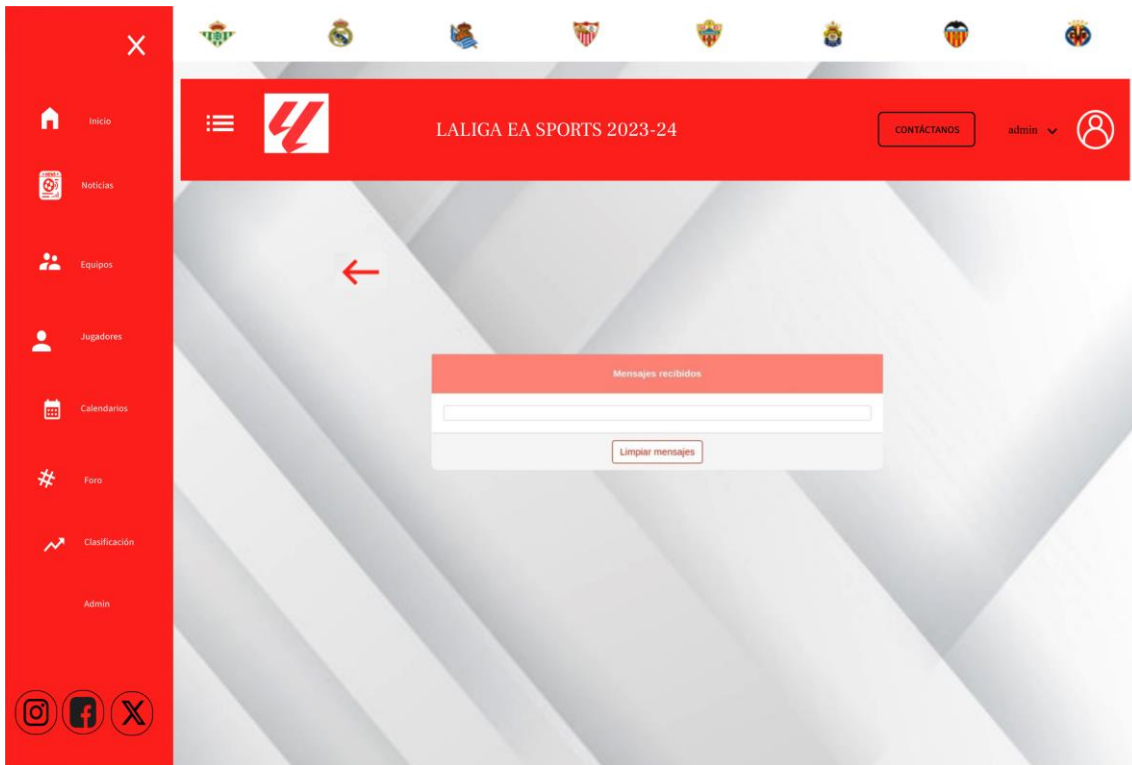 LALIGA EA SPORTS 2023-24
CONTÁCTANOS
admin
Inicio
Noticias
Equipos
Jugadores
Calendarios
Foro
Clasificación
Admin
Mensajes recibidos
Limpiar mensajes